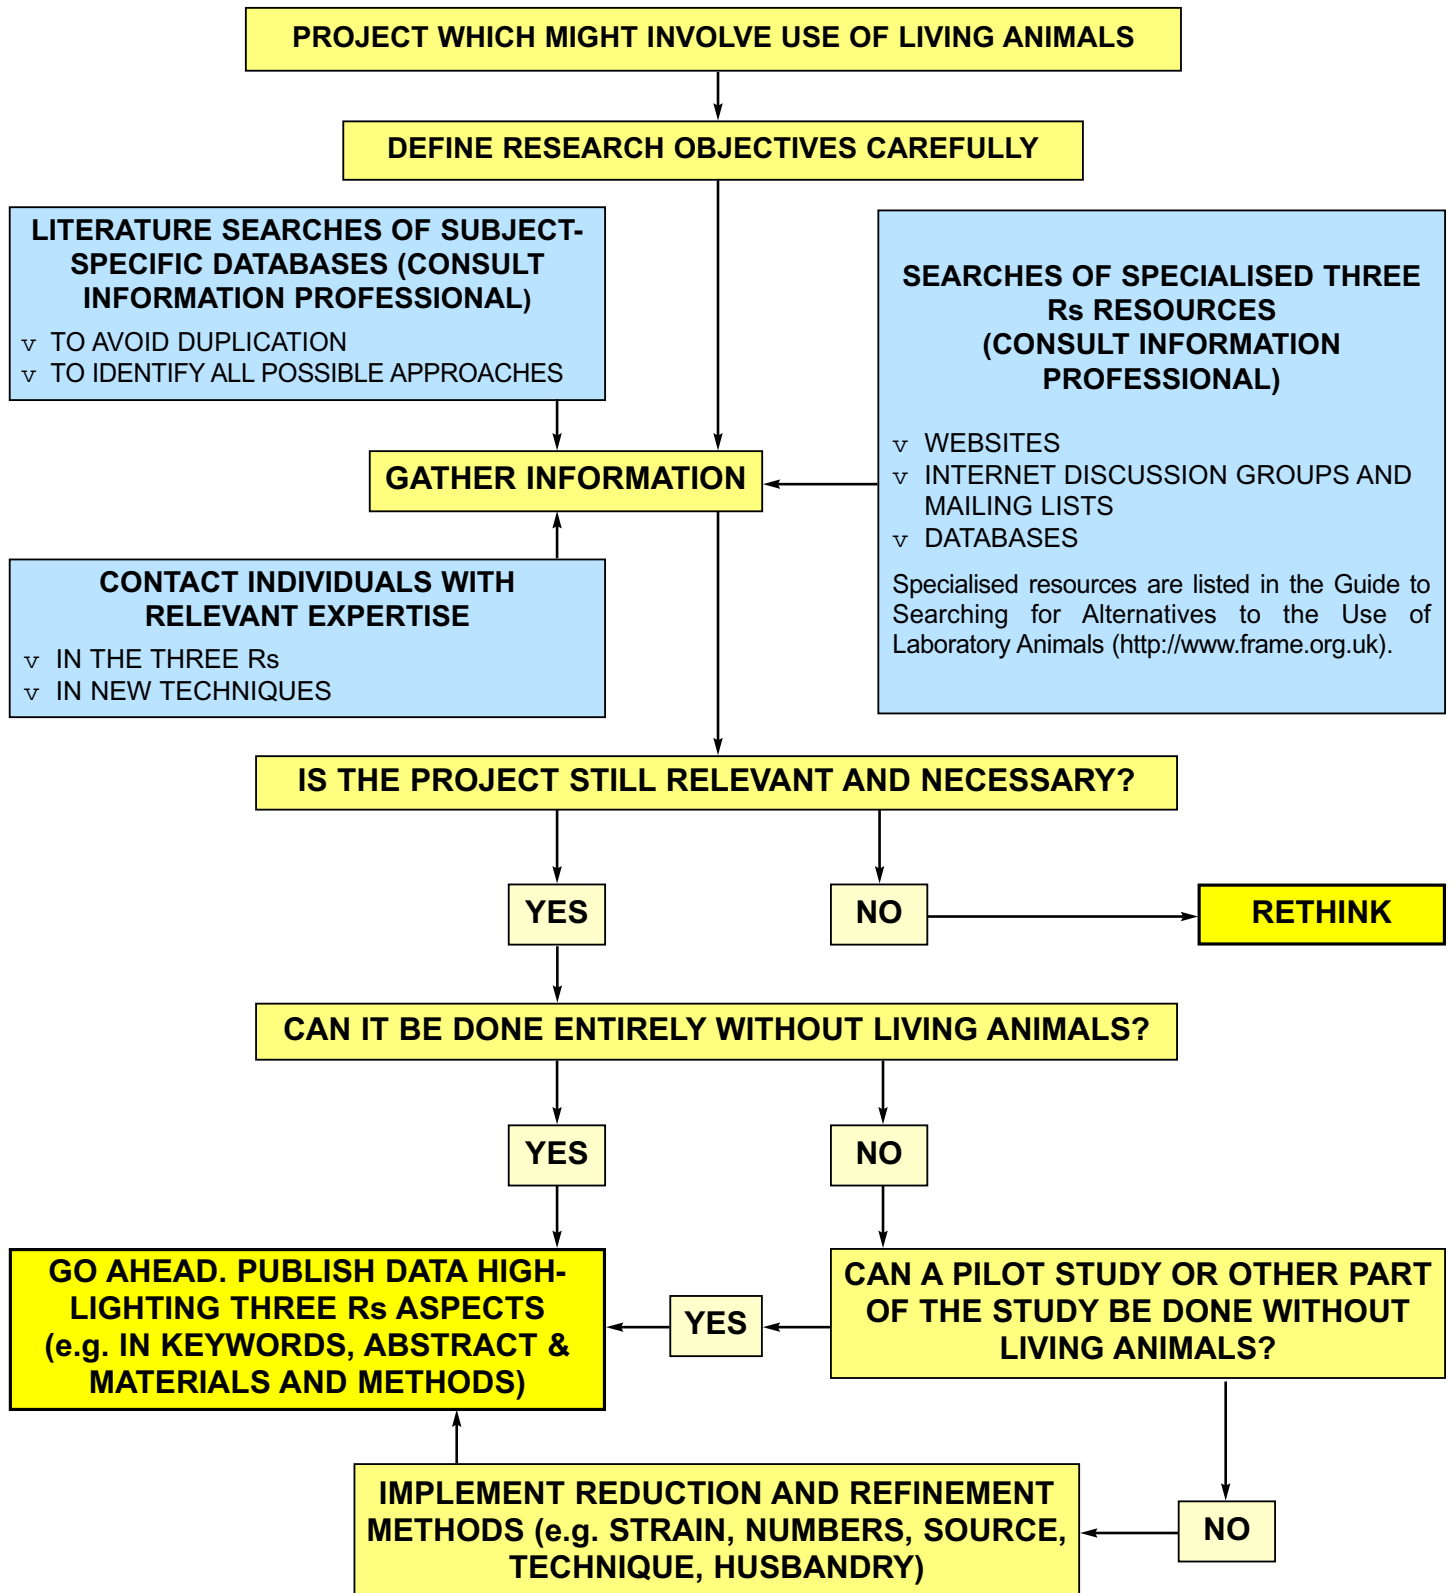 PROJECT WHICH MIGHT INVOLVE USE OF LIVING ANIMALS
DEFINE RESEARCH OBJECTIVES CAREFULLY
LITERATURE SEARCHES OF SUBJECT-
SPECIFIC DATABASES (CONSULT
INFORMATION PROFESSIONAL)
v TO AVOID DUPLICATION
v TO IDENTIFY ALL POSSIBLE APPROACHES
SEARCHES OF SPECIALISED THREE
Rs RESOURCES
(CONSULT INFORMATION
PROFESSIONAL)
v WEBSITES
v INTERNET DISCUSSION GROUPS AND
MAILING LISTS
v DATABASES
Specialised resources are listed in the Guide to
Searching for Alternatives to the Use of
Laboratory Animals (http://www.frame.org.uk).
GATHER INFORMATION
CONTACT INDIVIDUALS WITH
RELEVANT EXPERTISE
v IN THE THREE Rs
v IN NEW TECHNIQUES
IS THE PROJECT STILL RELEVANT AND NECESSARY?
YES
NO
RETHINK
CAN IT BE DONE ENTIRELY WITHOUT LIVING ANIMALS?
YES
NO
GO AHEAD. PUBLISH DATA HIGH-
LIGHTING THREE Rs ASPECTS
(e.g. IN KEYWORDS, ABSTRACT &
MATERIALS AND METHODS)
YES
CAN A PILOT STUDY OR OTHER PART
OF THE STUDY BE DONE WITHOUT
LIVING ANIMALS?
IMPLEMENT REDUCTION AND REFINEMENT
METHODS (e.g. STRAIN, NUMBERS, SOURCE,
TECHNIQUE, HUSBANDRY)
NO